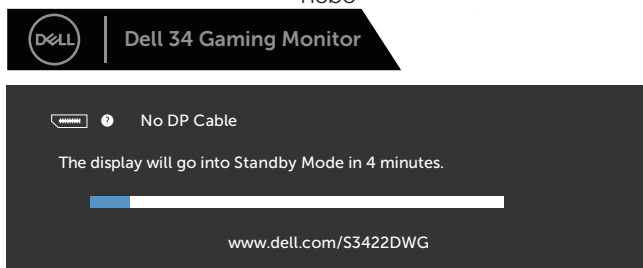 nebo
DELL
Dell 34 Gaming Monitor
? No DP Cable
The display will go into Standby Mode in 4 minutes.
www.dell.com/S3422DWG